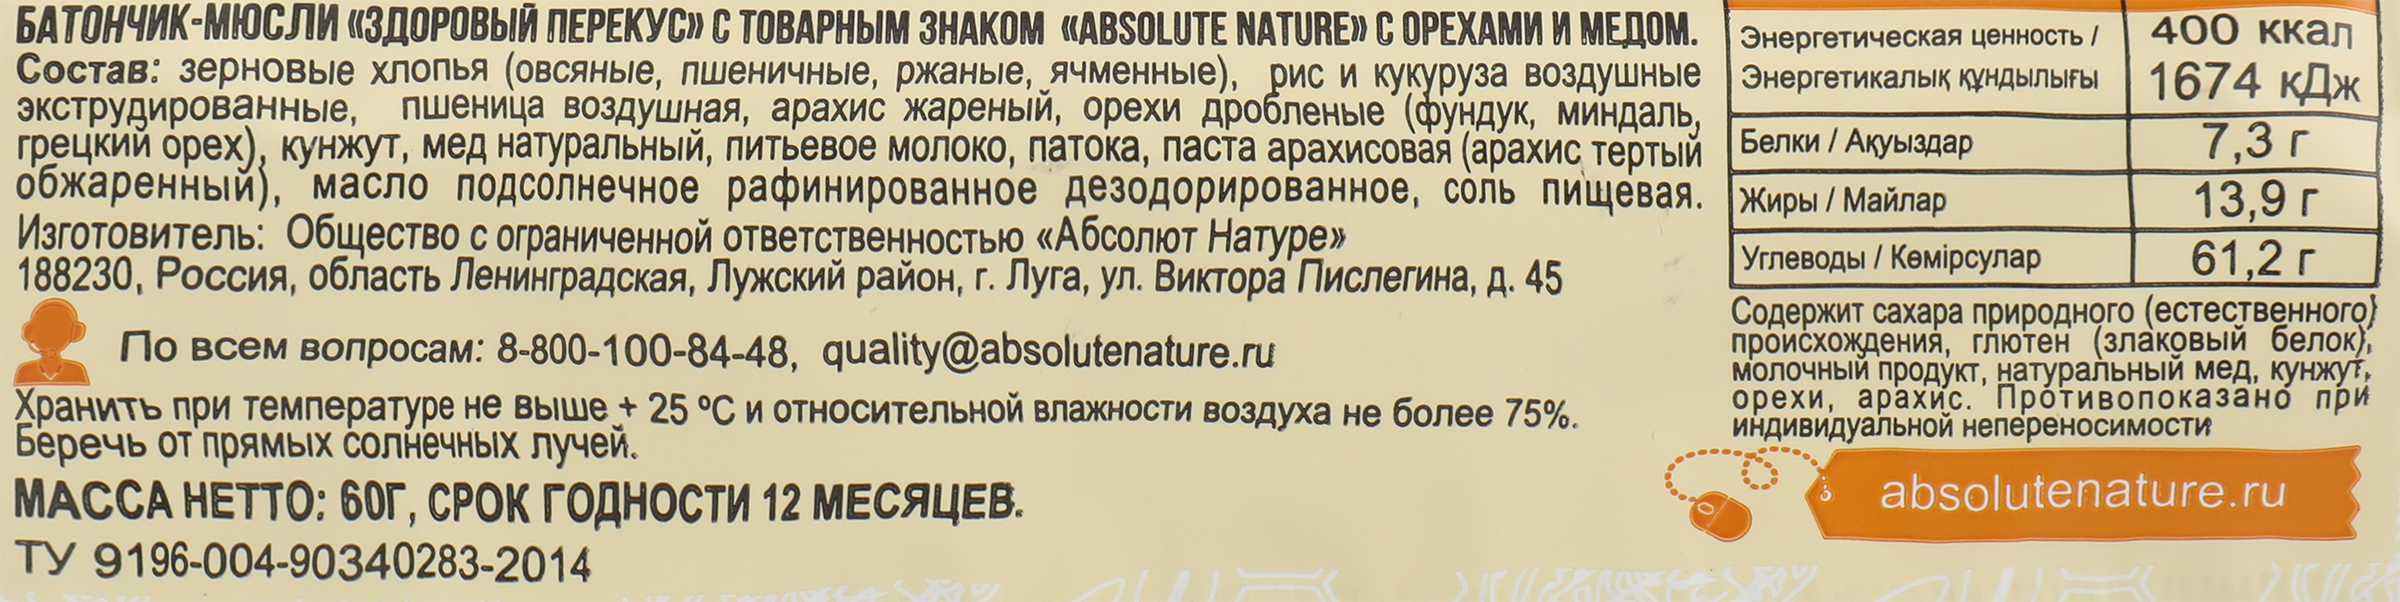 БАТОНЧИК-МЮСЛИ «ЗДОРОВЫЙ ПЕРЕКУС» С ТОВАРНЫМ ЗНАКОМ «ABSOLUTE NATURE» С ОРЕХАМИ И МЕДОМ.
Состав: зерновые хлопья (овсяные, пшеничные, ржаные, ячменные), рис и кукуруза воздушные
экструдированные, пшеница воздушная, арахис жареный, орехи дробленые (фундук, миндаль,
грецкий орех), кунжут, мед натуральный, питьевое молоко, патока, паста арахисовая (арахис тертый
обжаренный), масло подсолнечное рафинированное дезодорированное, соль пищевая.
Изготовитель: Общество с ограниченной ответственностью «Абсолют Натуре»
188230, Россия, область Ленинградская, Лужский район, г. Луга, ул. Виктора Пислегина, д. 45
По всем вопросам: 8-800-100-84-48, quality@absolutenature.ru
Хранить при температуре не выше + 25 ºС и относительной влажности воздуха не более 75%.
Беречь от прямых солнечных лучей.
МАССА НЕТТО: 60Г, СРОК ГОДНОСТИ 12 МЕСЯЦЕВ.
ТУ 9196-004-90340283-2014
Энергетическая ценность / 400 ккал
Энергетикалық құндылығы 1674 кДж
Белки / Ақуыздар 7,3 г
Жиры / Майлар 13,9 г
Углеводы / Көмірсулар 61,2 г
Содержит сахара природного (естественного)
происхождения, глютен (злаковый белок),
молочный продукт, натуральный мед, кунжут,
орехи, арахис. Противопоказано при
индивидуальной непереносимости
absolutenature.ru